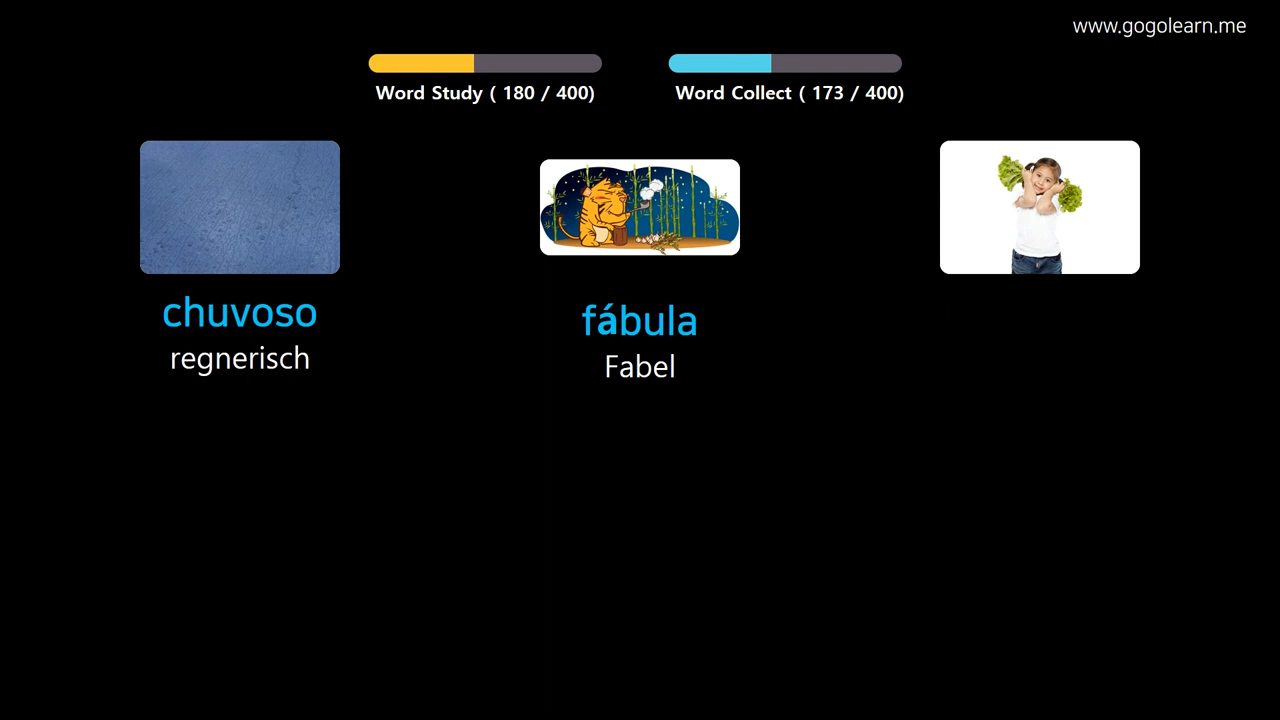 www.gogolearn.me
Word Study ( 180 / 400)
Word Collect ( 173 / 400)
chuvoso
regnerisch
fábula
Fabel